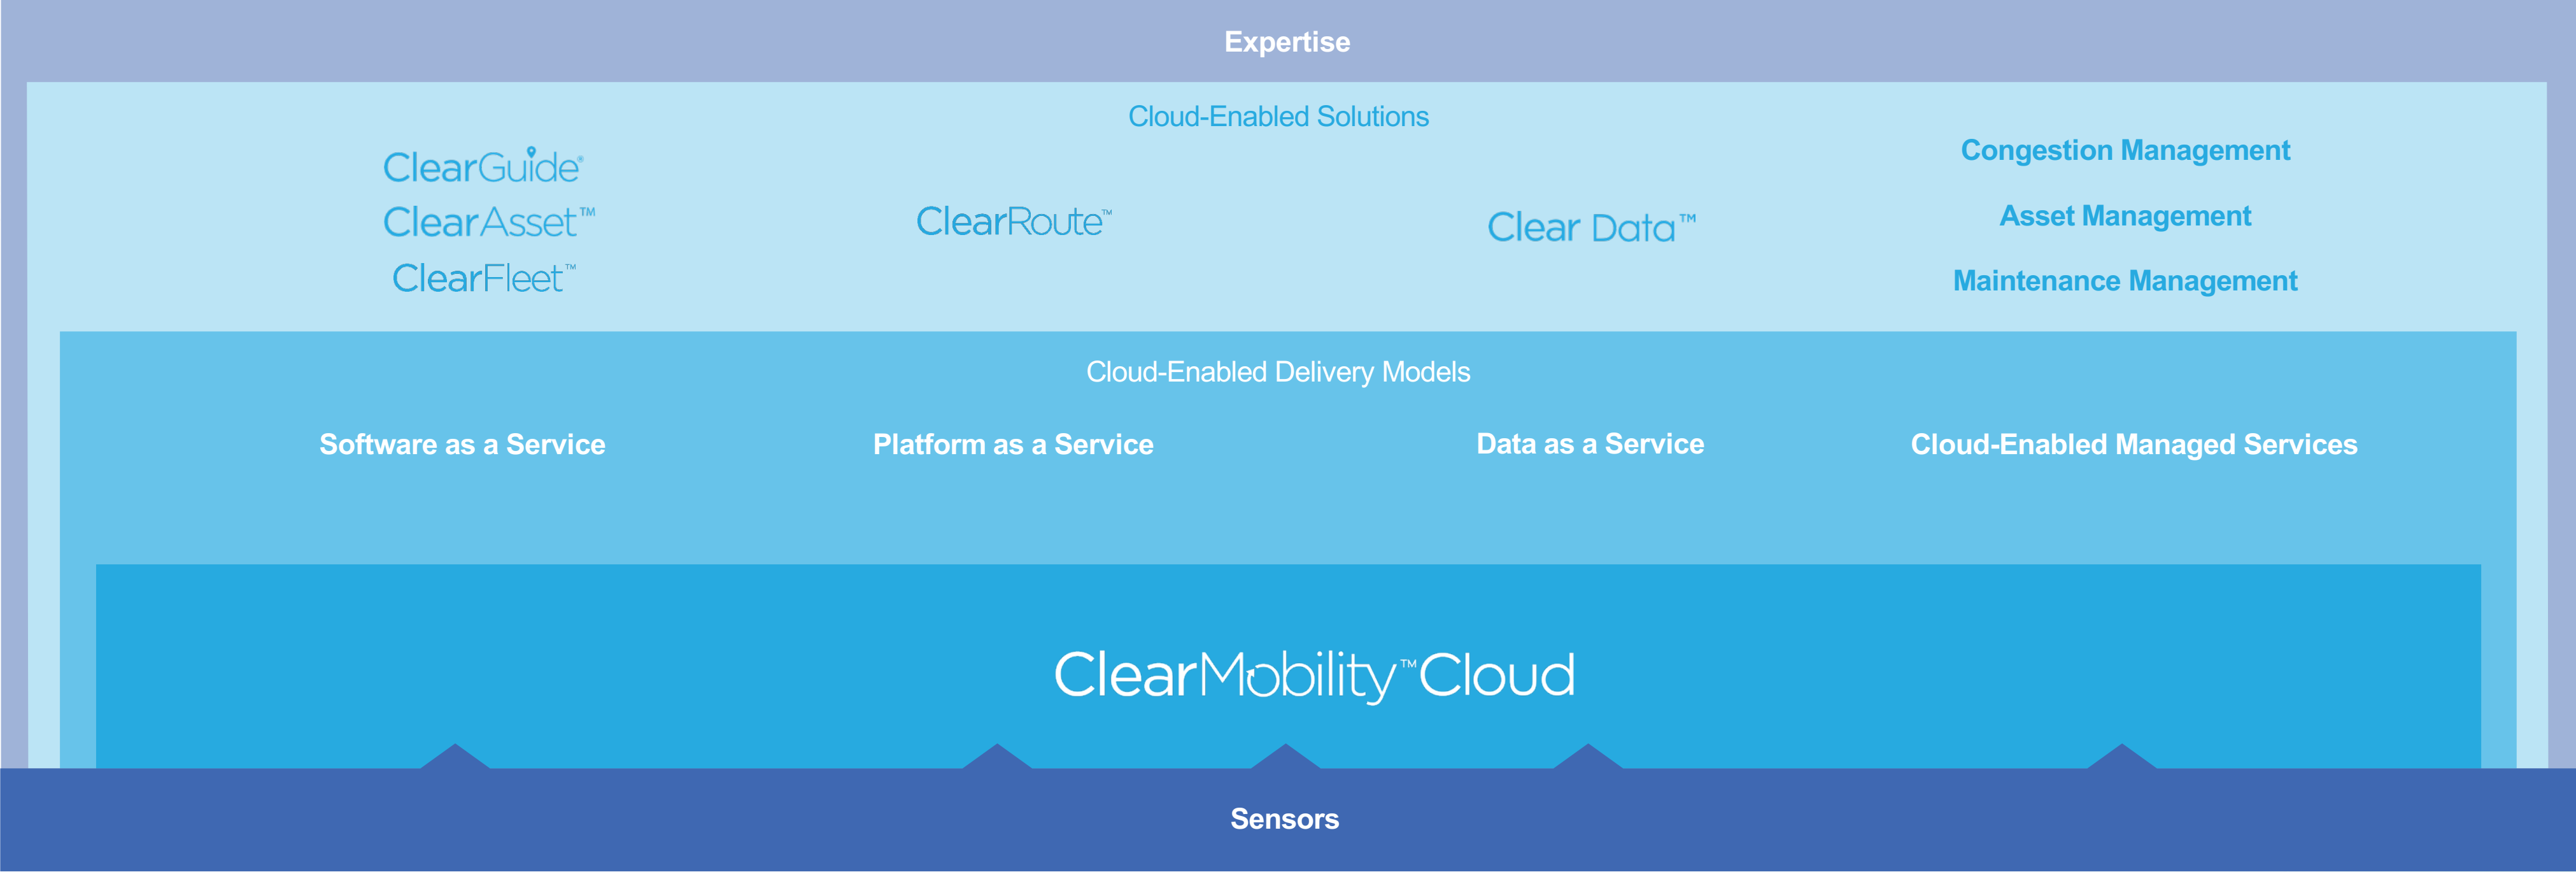 Expertise
Cloud-Enabled Solutions
ClearGuide®
ClearAsset™
ClearFleet™
ClearRoute™
Clear Data™
Congestion Management
Asset Management
Maintenance Management
Cloud-Enabled Delivery Models
Software as a Service
Platform as a Service
Data as a Service
Cloud-Enabled Managed Services
ClearMobility™Cloud
Sensors